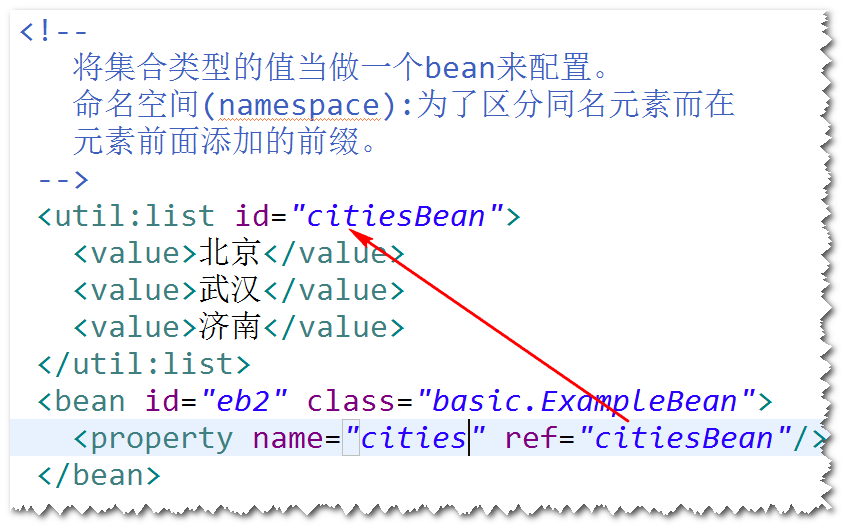 <!--
将集合类型的值当做一个bean来配置。
命名空间(namespace):为了区分同名元素而在
元素前面添加的前缀。
-->
<util:list id="citiesBean">
<value>北京</value>
<value>武汉</value>
<value>济南</value>
</util:list>
<bean id="eb2" class="basic.ExampleBean">
<property name="cities" ref="citiesBean"/>
</bean>